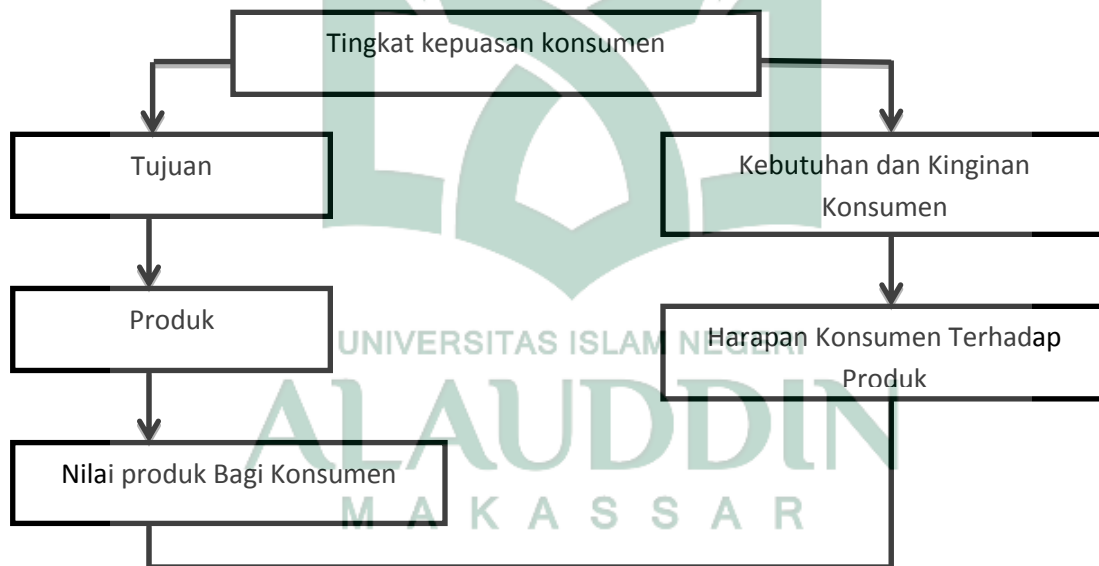 Tingkat kepuasan konsumen
Tujuan
Kebutuhan dan Kinginan
Konsumen
Produk
Harapan Konsumen Terhadap
Produk
Nilai produk Bagi Konsumen
UNIVERSITAS ISLAM NEGERI
ALAUDDIN
MAKASSAR